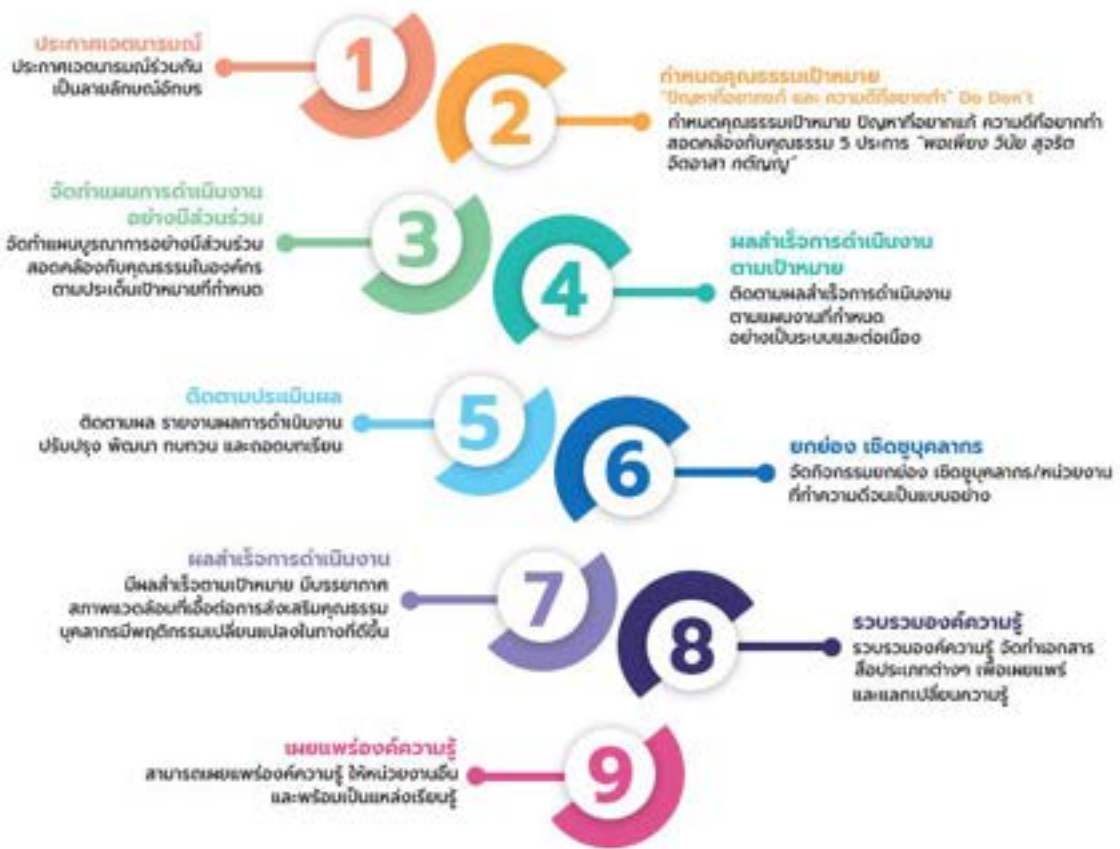 1
ประกาศเจตนารมณ์
ประกาศเจตนารมณ์ร่วมกัน
เป็นลายลักษณ์อักษร
2
กำหนดคุณธรรมเป้าหมาย
"ปัญหาที่อยากแก้ และ ความดีที่อยากทำ" Do Don't
กำหนดคุณธรรมเป้าหมาย ปัญหาที่อยากแก้ ความดีที่อยากทำ
สอดคล้องกับคุณธรรม 5 ประการ "พอเพียง วินัย สุจริต
จิตอาสา กตัญญู"
3
จัดทำแผนการดำเนินงาน
อย่างมีส่วนร่วม
จัดทำแผนบูรณาการอย่างมีส่วนร่วม
สอดคล้องกับคุณธรรมในองค์กร
ตามประเด็นเป้าหมายที่กำหนด
4
ผลสำเร็จการดำเนินงาน
ตามเป้าหมาย
ติดตามผลสำเร็จการดำเนินงาน
ตามแผนงานที่กำหนด
อย่างเป็นระบบและต่อเนื่อง
5
ติดตามประเมินผล
ติดตามผล รายงานผลการดำเนินงาน
ปรับปรุง พัฒนา ทบทวน และถอดบทเรียน
6
ยกย่อง เชิดชูบุคลากร
จัดกิจกรรมยกย่อง เชิดชูบุคลากร/หน่วยงาน
ที่ทำความดีจนเป็นแบบอย่าง
7
ผลสำเร็จการดำเนินงาน
มีผลสำเร็จตามเป้าหมาย มีบรรยากาศ
สภาพแวดล้อมที่เอื้อต่อการส่งเสริมคุณธรรม
บุคลากรมีพฤติกรรมเปลี่ยนแปลงในทางที่ดีขึ้น
8
รวบรวมองค์ความรู้
รวบรวมองค์ความรู้ จัดทำเอกสาร
สื่อประเภทต่างๆ เพื่อเผยแพร่
และแลกเปลี่ยนความรู้
9
เผยแพร่องค์ความรู้
สามารถเผยแพร่องค์ความรู้ ให้หน่วยงานอื่น
และพร้อมเป็นแหล่งเรียนรู้